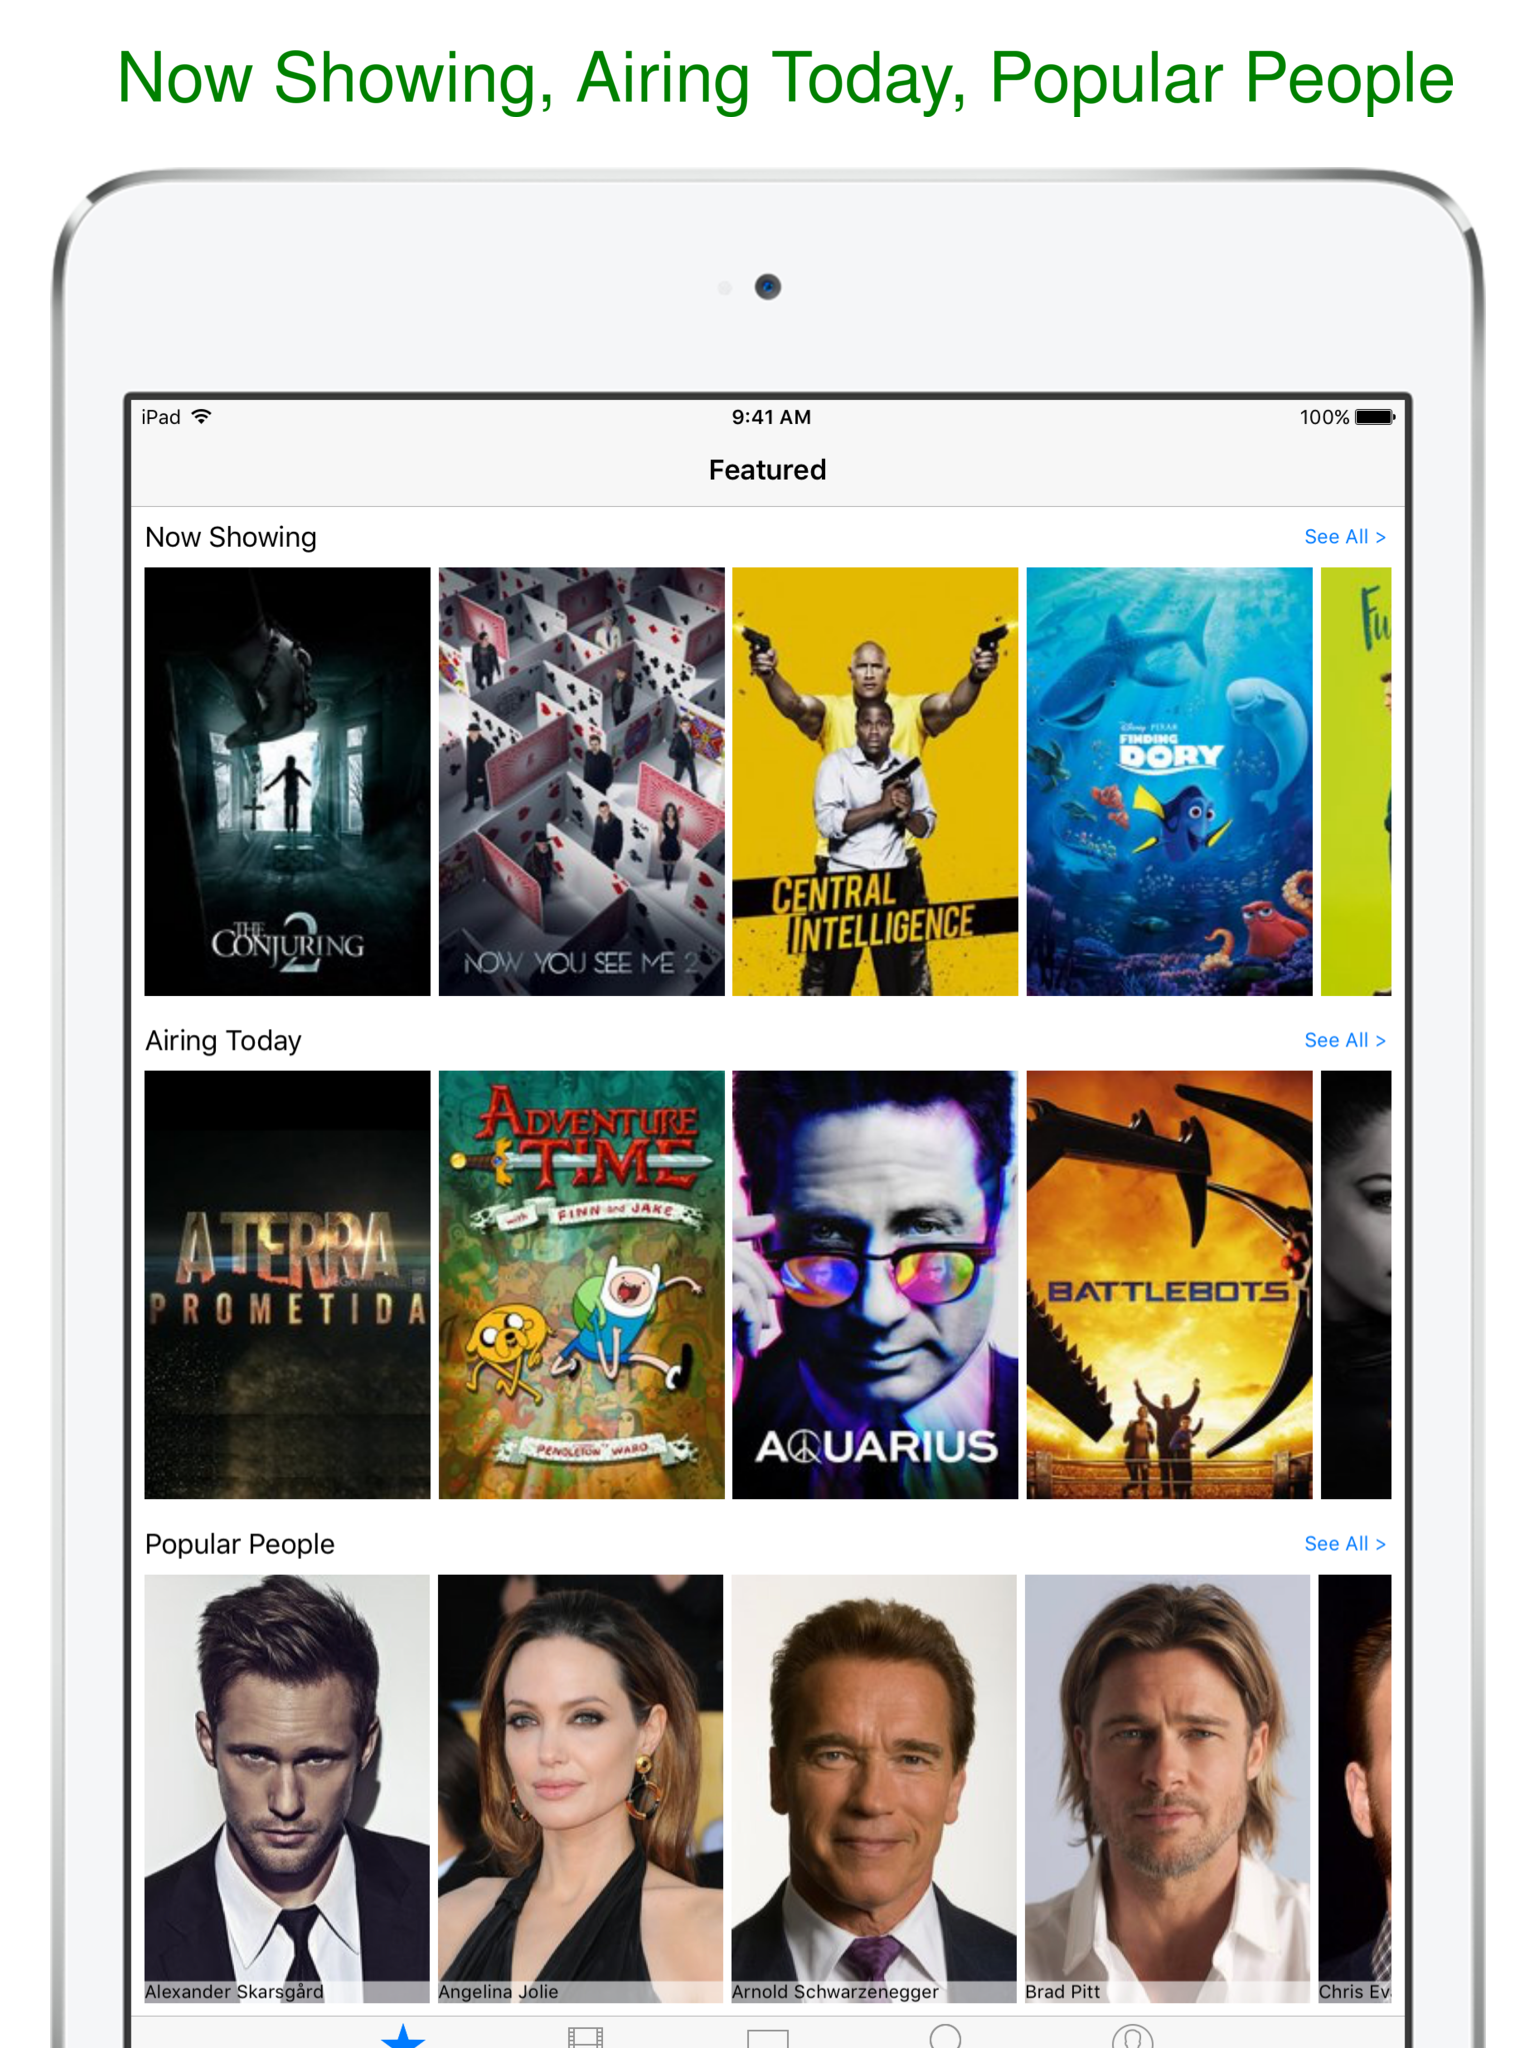 Now Showing, Airing Today, Popular People
iPad
9:41 AM
100%
Featured
Now Showing
See All >
THE
CONJURING
2
NOW YOU SEE ME 2
CENTRAL
INTELLIGENCE
Disney PIXAR
FINDING
DORY
Fu
Airing Today
See All >
A TERRA
PROMETIDA
ADVENTURE
TIME
with FINN and JAKE
PENDLETON WARD
AQUARIUS
BATTLEBOTS
Popular People
See All >
Alexander Skarsgård
Angelina Jolie
Arnold Schwarzenegger
Brad Pitt
Chris Ev